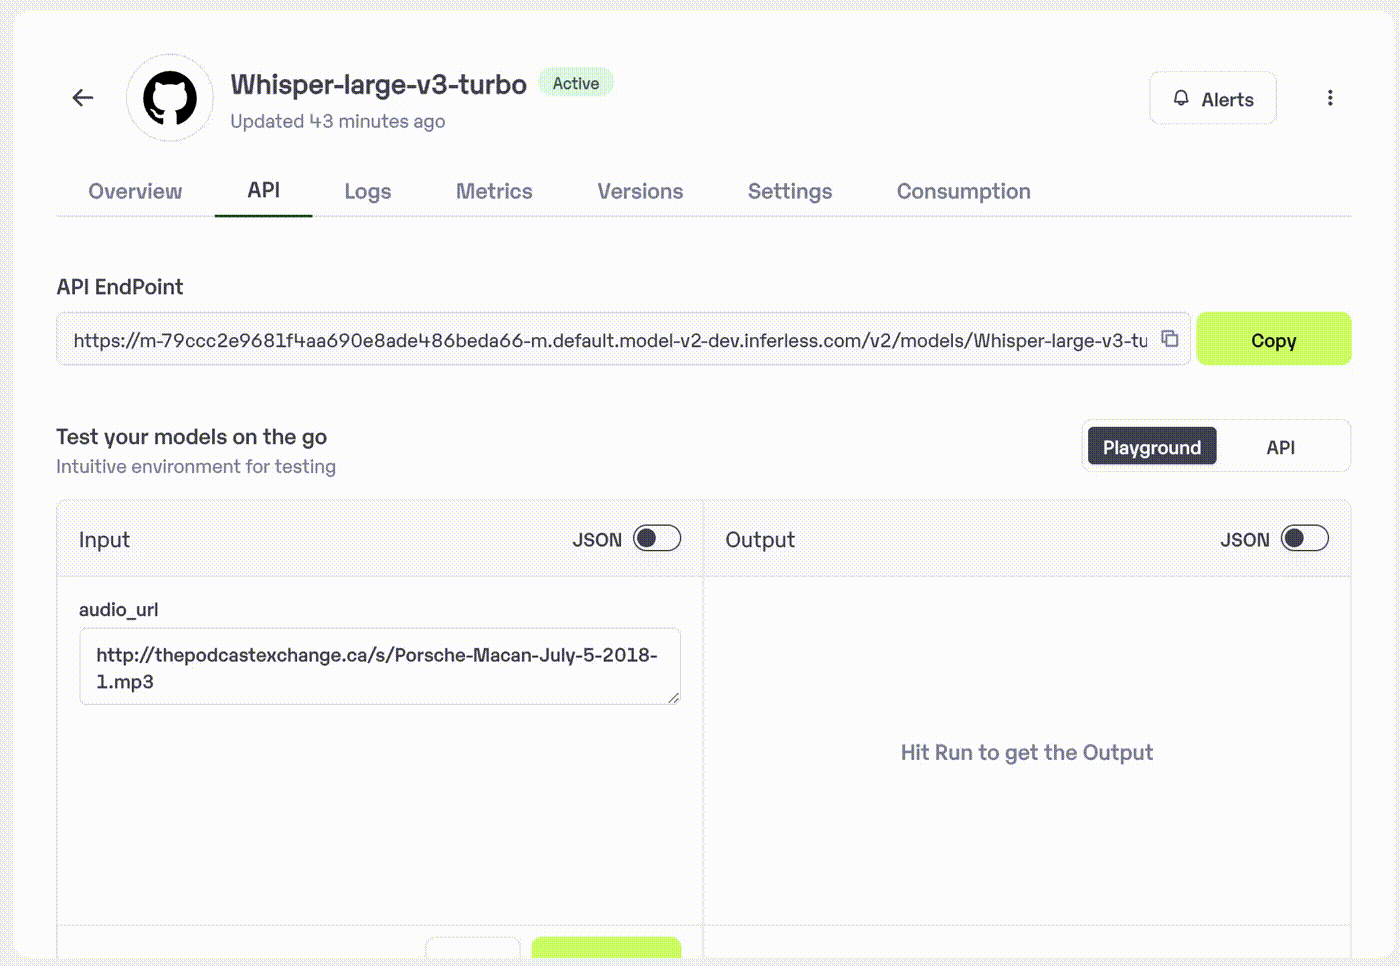 Whisper-large-v3-turbo
Active
Updated 43 minutes ago
Alerts
Overview
API
Logs
Metrics
Versions
Settings
Consumption
API EndPoint
https://m-79ccc2e9681f4aa690e8ade486beda66-m.default.model-v2-dev.inferless.com/v2/models/Whisper-large-v3-tu
Copy
Test your models on the go
Intuitive environment for testing
Playground
API
Input
JSON
Output
JSON
audio_url
http://thepodcastexchange.ca/s/Porsche-Macan-July-5-2018-
1.mp3
Hit Run to get the Output